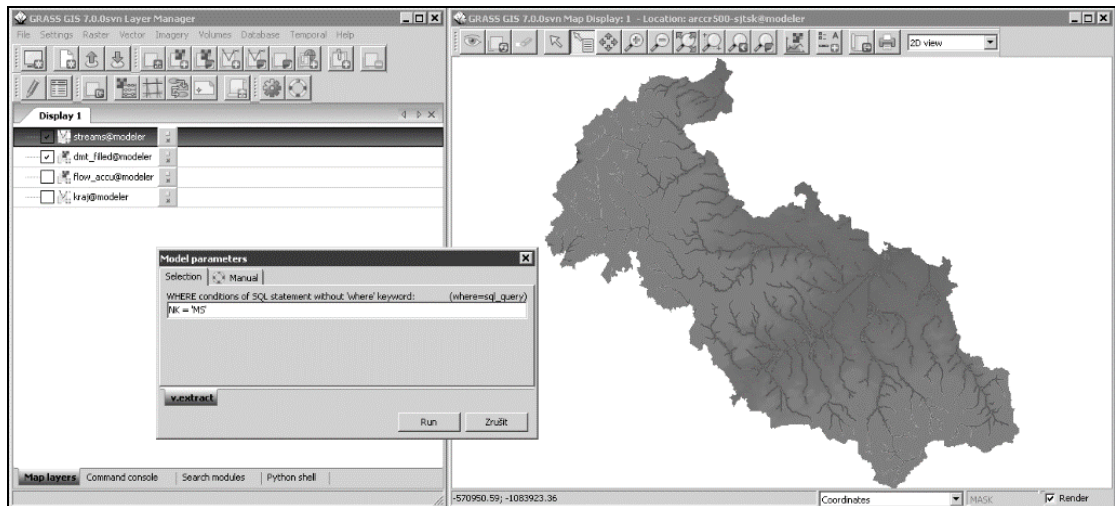 GRASS GIS 7.0.0svn Layer Manager
File Settings Raster Vector Imagery Volumes Database Temporal Help
Display 1
streams@modeler
dmt_filled@modeler
flow_accu@modeler
kraj@modeler
Model parameters
Selection Manual
WHERE conditions of SQL statement without 'where' keyword: (where=sql_query)
NK = 'MS'
v.extract
Run Zrušit
Map layers Command console Search modules Python shell
GRASS GIS 7.0.0svn Map Display: 1 - Location: arccr500-sjtsk@modeler
2D view
-570950.59; -1083923.36
Coordinates
MASK
Render